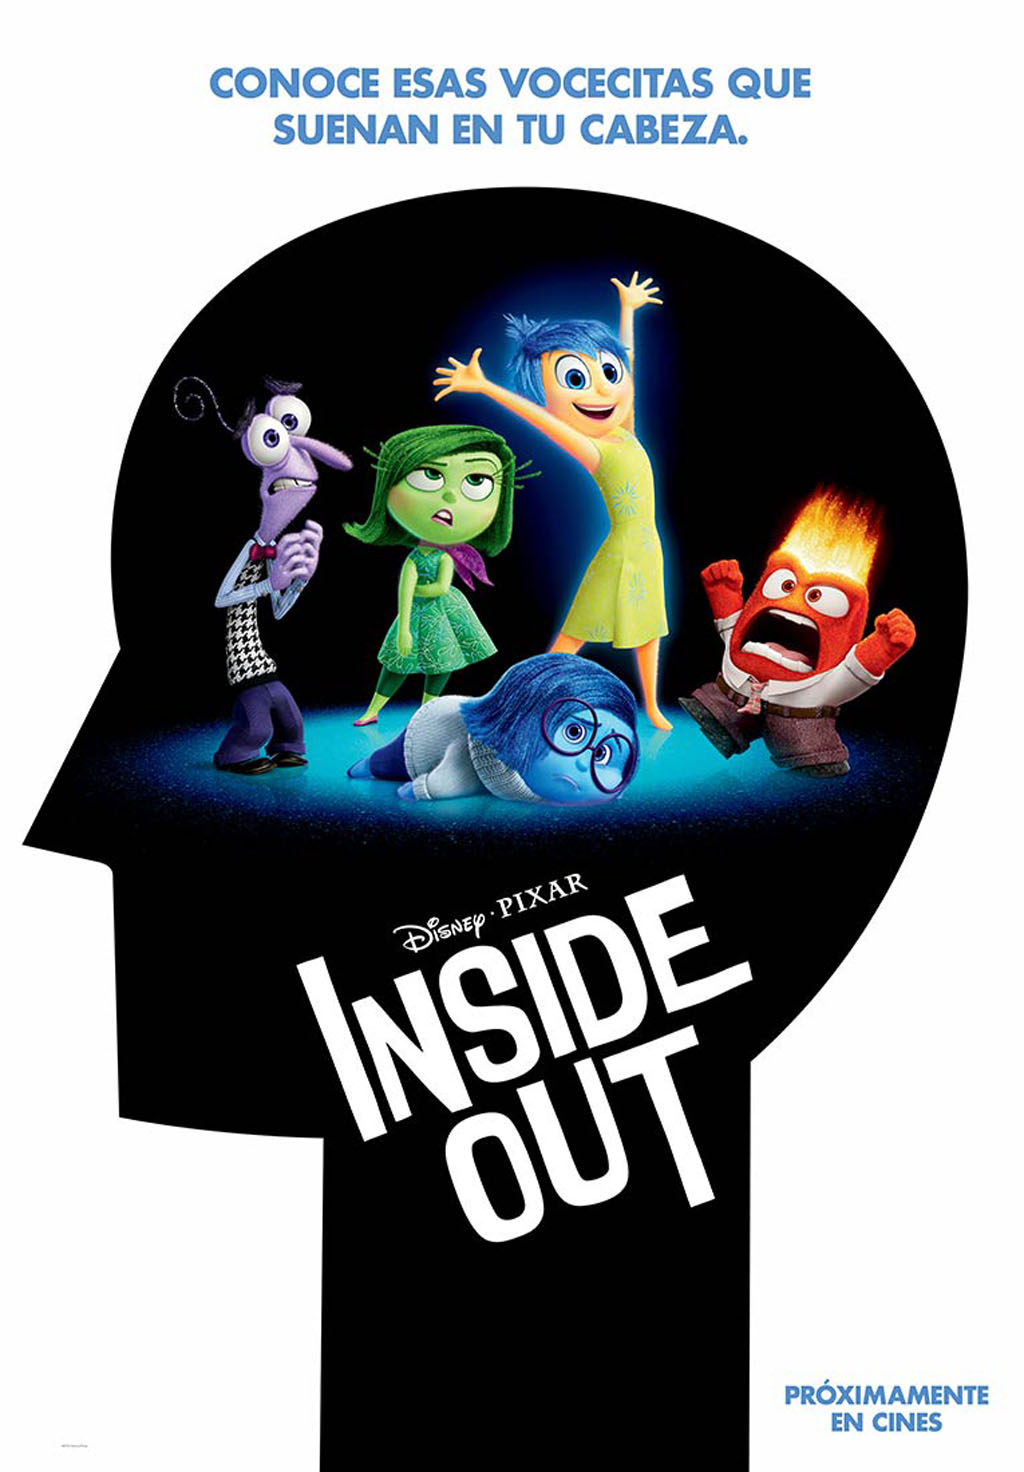 CONOCE ESAS VOCECITAS QUE
SUENAN EN TU CABEZA.
DISNEY · PIXAR
INSIDE
OUT
PRÓXIMAMENTE
EN CINES